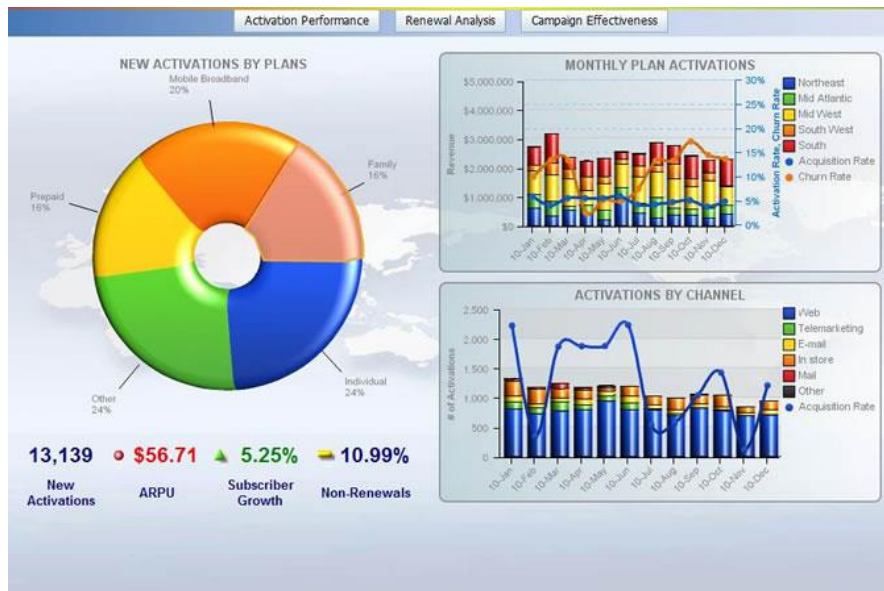 Activation Performance
Renewal Analysis
Campaign Effectiveness
NEW ACTIVATIONS BY PLANS
Mobile Broadband
20%
Family
16%
Prepaid
16%
Other
24%
Individual
24%
13,139
$56.71
5.25%
10.99%
New
Activations
ARPU
Subscriber
Growth
Non-Renewals
MONTHLY PLAN ACTIVATIONS
$5,000,000
$4,000,000
$3,000,000
$2,000,000
$1,000,000
$0
Revenue
30%
25%
20%
15%
10%
5%
0%
Activation Rate, Churn Rate
10-Jan
10-Feb
10-Mar
10-Apr
10-May
10-Jun
10-Jul
10-Aug
10-Sep
10-Oct
10-Nov
10-Dec
Northeast
Mid Atlantic
Mid West
South West
South
Acquisition Rate
Churn Rate
ACTIVATIONS BY CHANNEL
2,500
2,000
1,500
1,000
500
0
# of Activations
10-Jan
10-Feb
10-Mar
10-Apr
10-May
10-Jun
10-Jul
10-Aug
10-Sep
10-Oct
10-Nov
10-Dec
Web
Telemarketing
E-mail
In store
Mail
Other
Acquisition Rate